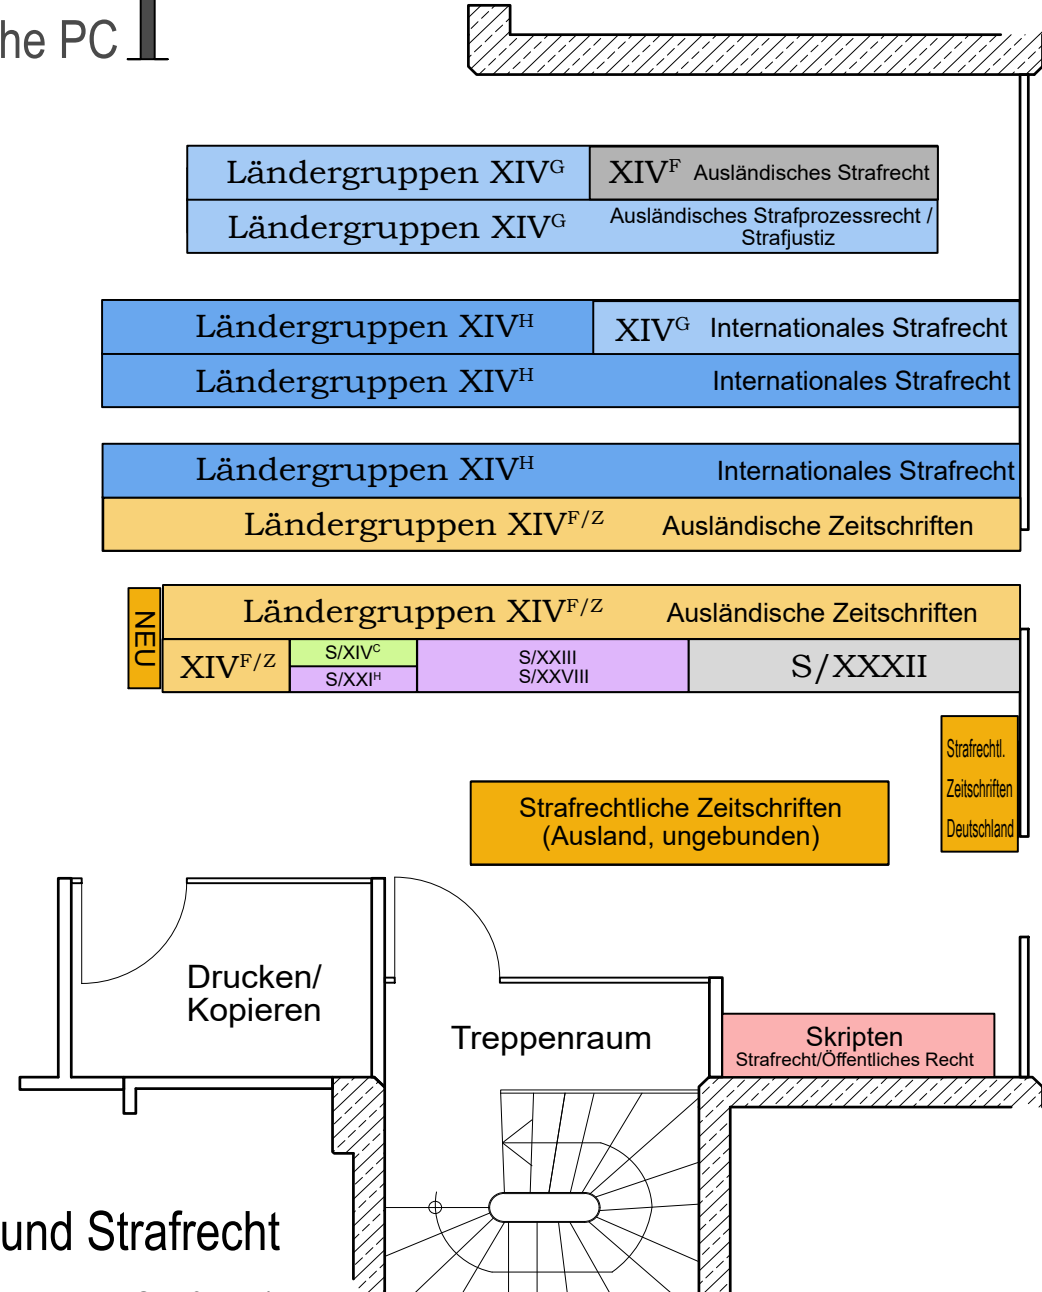 he PC
Ländergruppen XIVG XIVF Ausländisches Strafrecht
Ländergruppen XIVG Ausländisches Strafprozessrecht /
Strafjustiz
Ländergruppen XIVH XIVG Internationales Strafrecht
Ländergruppen XIVH Internationales Strafrecht
Ländergruppen XIVH Internationales Strafrecht
Ländergruppen XIVF/Z Ausländische Zeitschriften
NEU
Ländergruppen XIVF/Z Ausländische Zeitschriften
XIVF/Z
S/XIVC
S/XXIH
S/XXIII
S/XXVIII
S/XXXII
Strafrechtl.
Zeitschriften
Deutschland
Strafrechtliche Zeitschriften
(Ausland, ungebunden)
Drucken/
Kopieren
Treppenraum
Skripten
Strafrecht/Öffentliches Recht
und Strafrecht